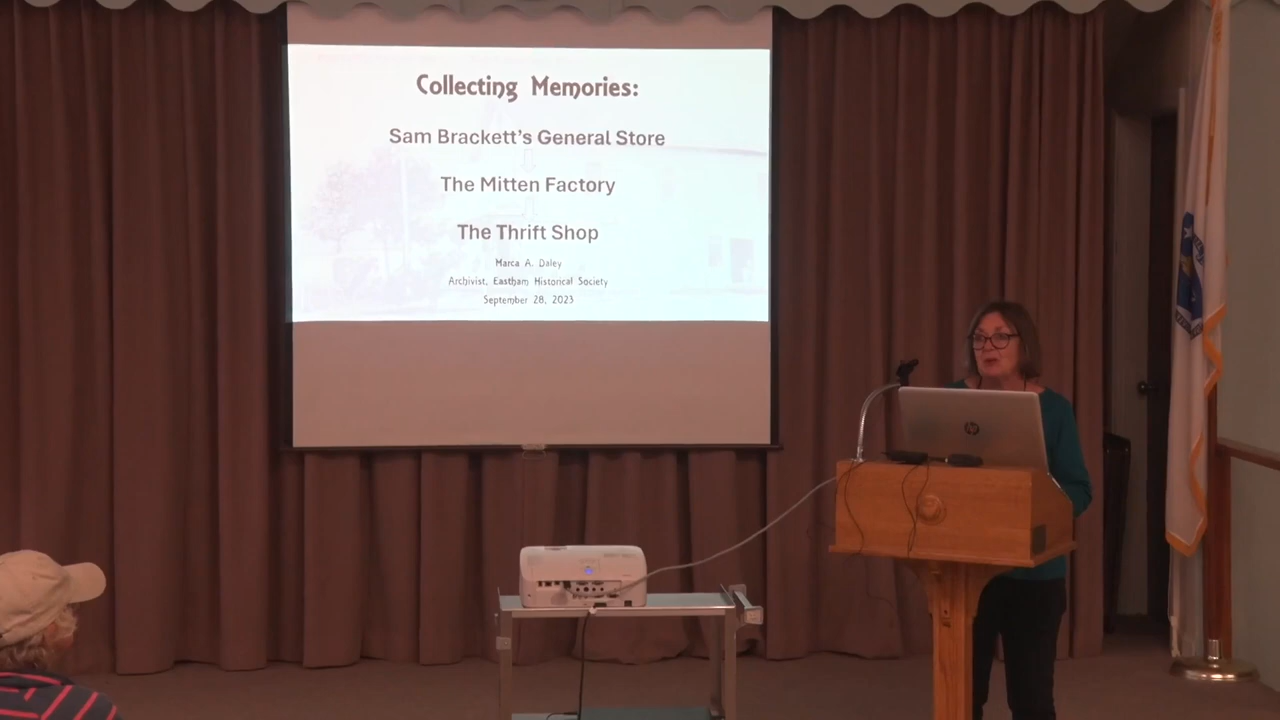 Collecting Memories:
Sam Brackett's General Store
The Mitten Factory
The Thrift Shop
Marca A. Daley
Archivist, Eastham Historical Society
September 28, 2023
hp